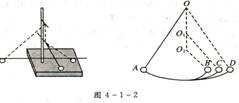 O
O₁
O₂
A B C D
图 4-1-2